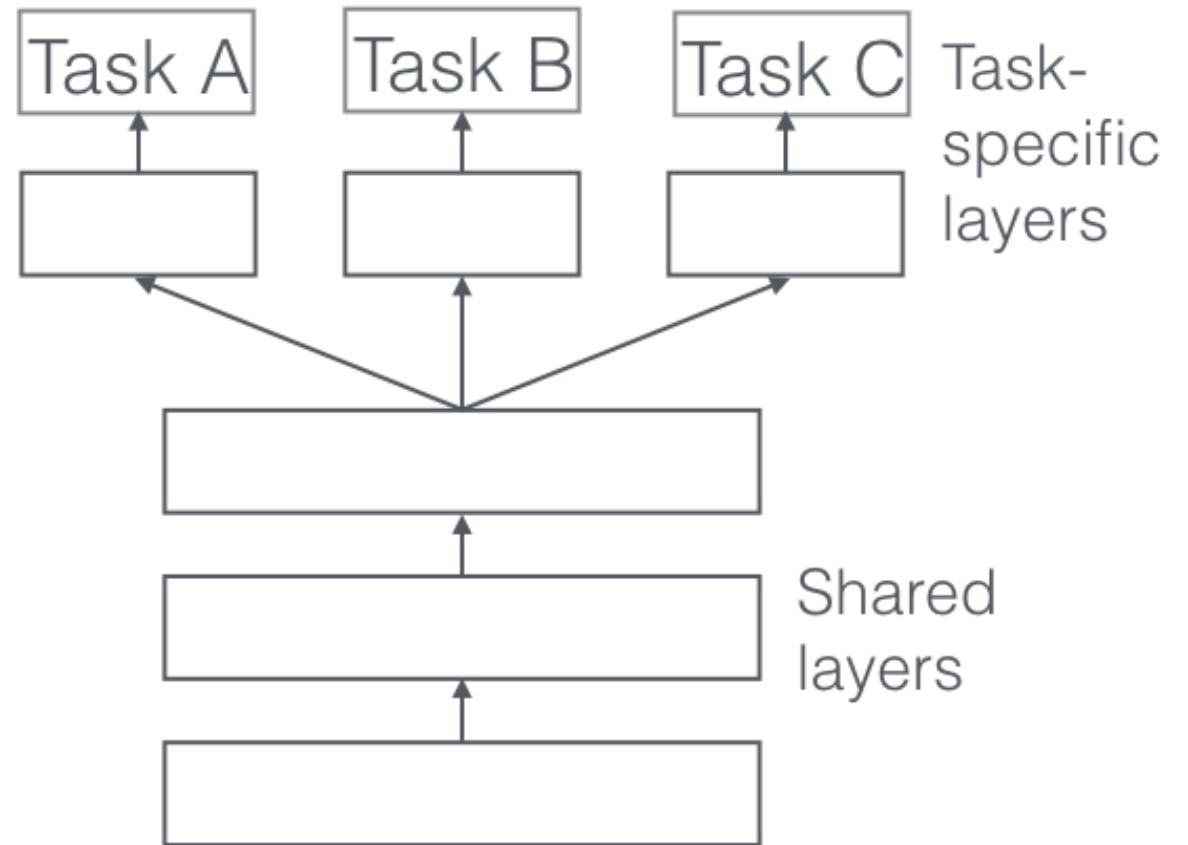 Task A
Task B
Task C
Task-
specific
layers
Shared
layers